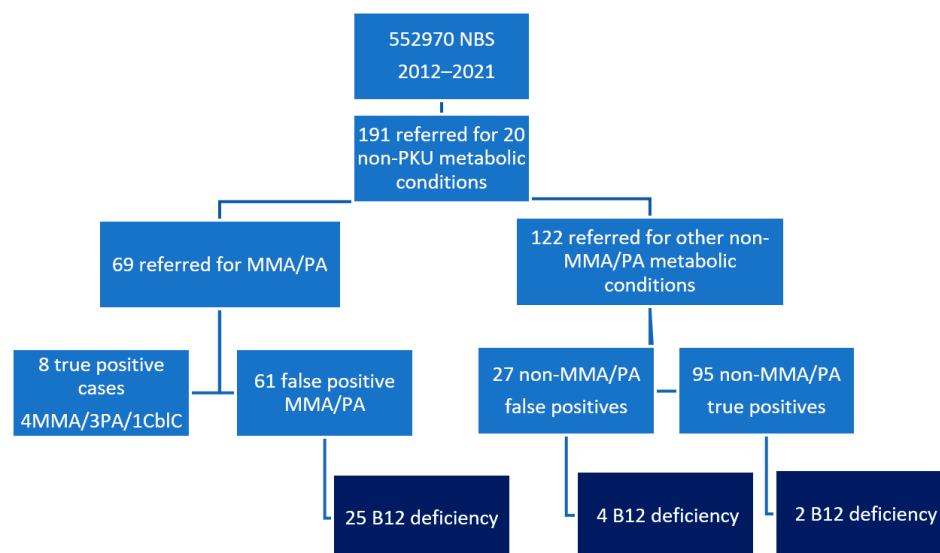 552970 NBS
2012–2021
191 referred for 20
non-PKU metabolic
conditions
69 referred for MMA/PA
122 referred for other non-
MMA/PA metabolic
conditions
8 true positive
cases
4MMA/3PA/1CblC
61 false positive
MMA/PA
27 non-MMA/PA
false positives
95 non-MMA/PA
true positives
25 B12 deficiency
4 B12 deficiency
2 B12 deficiency